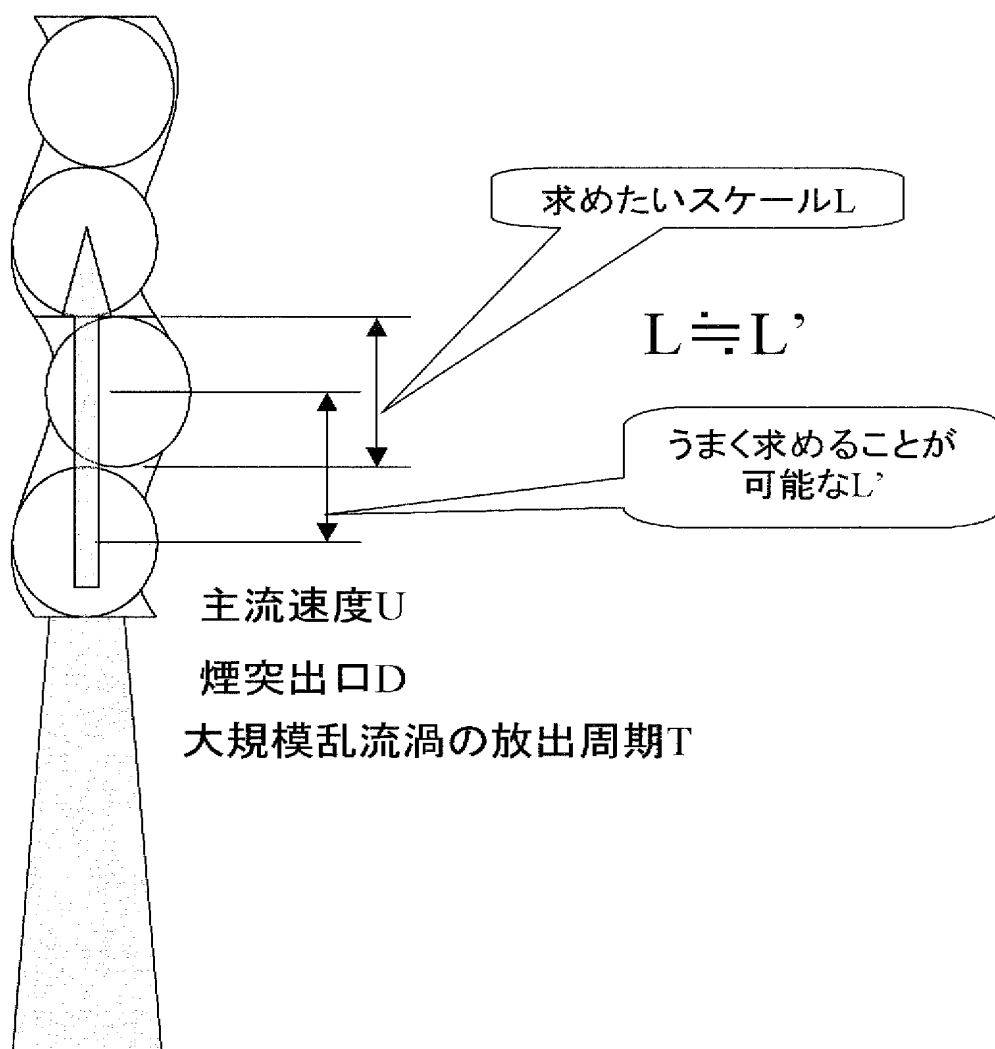 求めたいスケールL
L≒L’
うまく求めることが
可能なL’
主流速度U
煙突出口D
大規模乱流渦の放出周期T